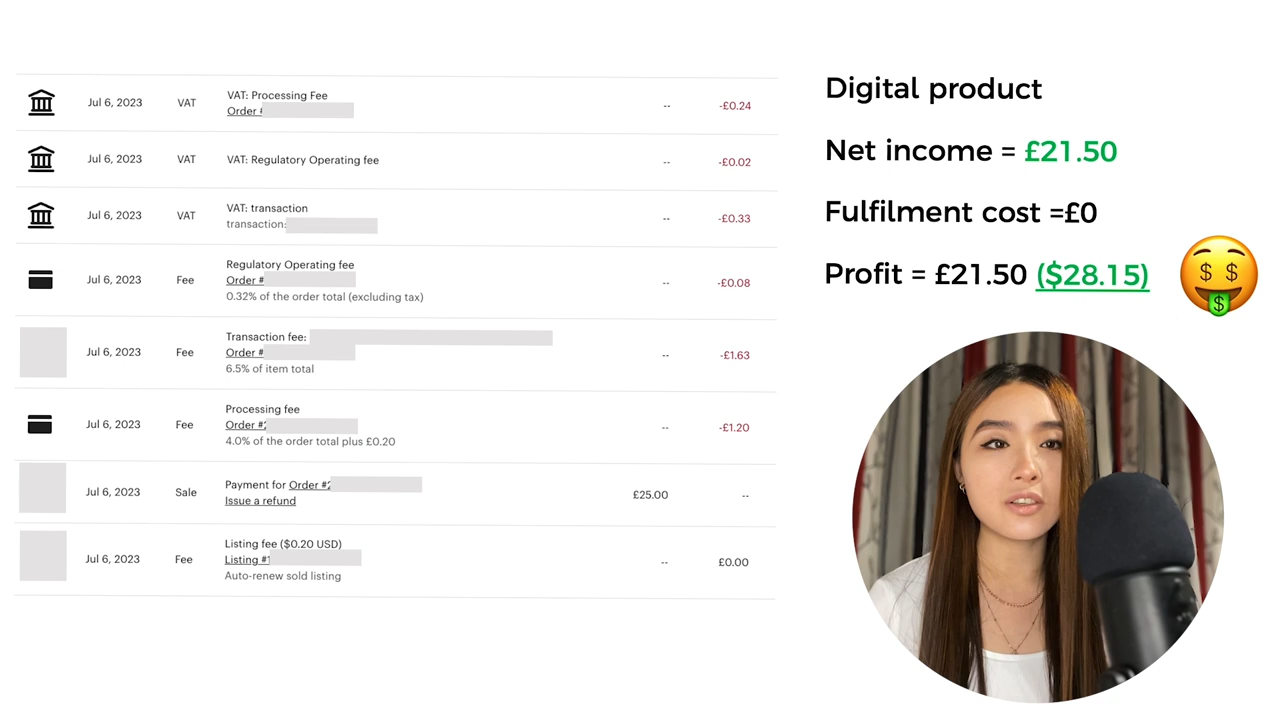 Jul 6, 2023 VAT VAT: Processing Fee -- -£0.24
Order #
Jul 6, 2023 VAT VAT: Regulatory Operating fee -- -£0.02
Jul 6, 2023 VAT VAT: transaction -- -£0.33
transaction:
Jul 6, 2023 Fee Regulatory Operating fee -- -£0.08
Order #
0.32% of the order total (excluding tax)
Jul 6, 2023 Fee Transaction fee: -- -£1.63
Order #
6.5% of item total
Jul 6, 2023 Fee Processing fee -- -£1.20
Order #2
4.0% of the order total plus £0.20
Jul 6, 2023 Sale Payment for Order #2 £25.00 --
Issue a refund
Jul 6, 2023 Fee Listing fee ($0.20 USD) -- £0.00
Listing #1
Auto-renew sold listing
Digital product
Net income = £21.50
Fulfilment cost =£0
Profit = £21.50 ($28.15)